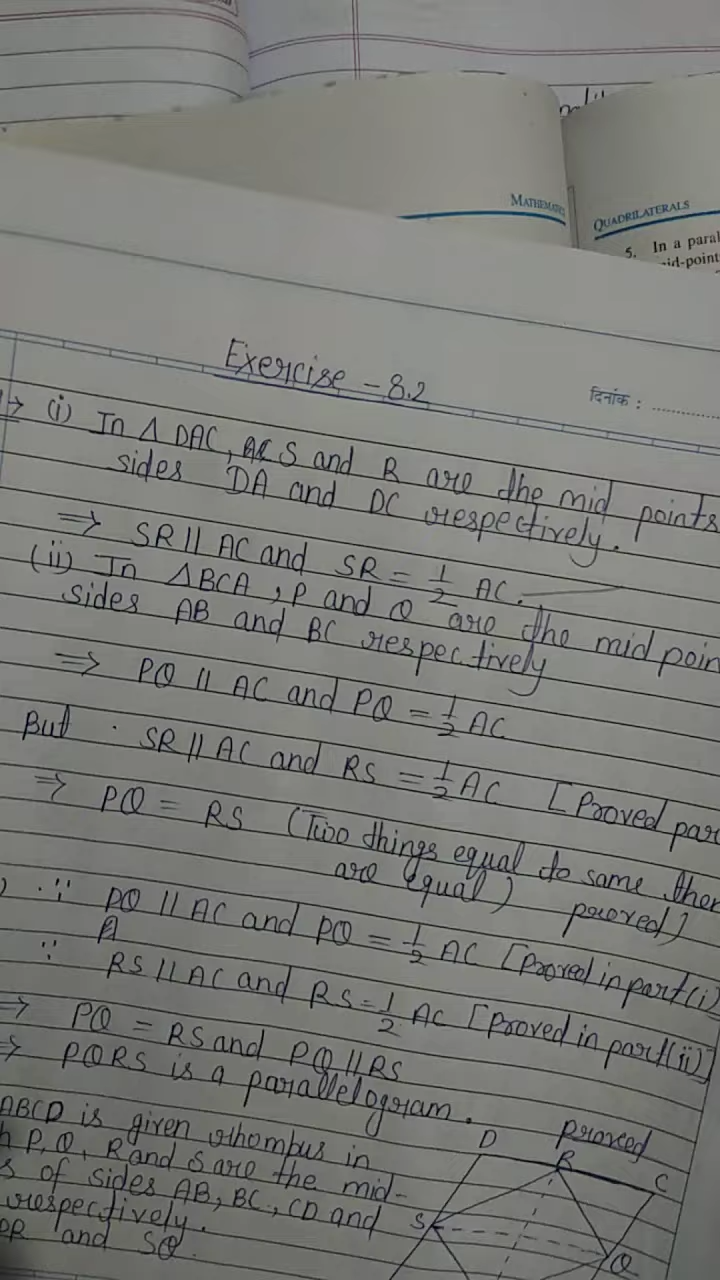 MATHEMATI
QUADRILATERALS
5. In a paral
mid-point
Exercise - 8.2
दिनांक :
(i) In Δ DAC, S and R are the mid points
sides DA and DC respectively.
⇒ SR || AC and SR = 1/2 AC.
(ii) In ΔBCA, P and Q are the mid poin
sides AB and BC respectively
⇒ PQ || AC and PQ = 1/2 AC
But SR || AC and RS = 1/2 AC [Proved par
⇒ PQ = RS (Two things equal to same
are equal) proved]
∵ PQ || AC and PQ = 1/2 AC [Proved in part (i)
∵ RS || AC and RS = 1/2 AC [Proved in part (ii)]
⇒ PQ = RS and PQ || RS
⇒ PQRS is a parallelogram.
proved
ABCD is given rhombus in
h P, Q, R and S are the mid-
s of sides AB, BC, CD and
respectively.
and SQ.
D
R
C
S
Q